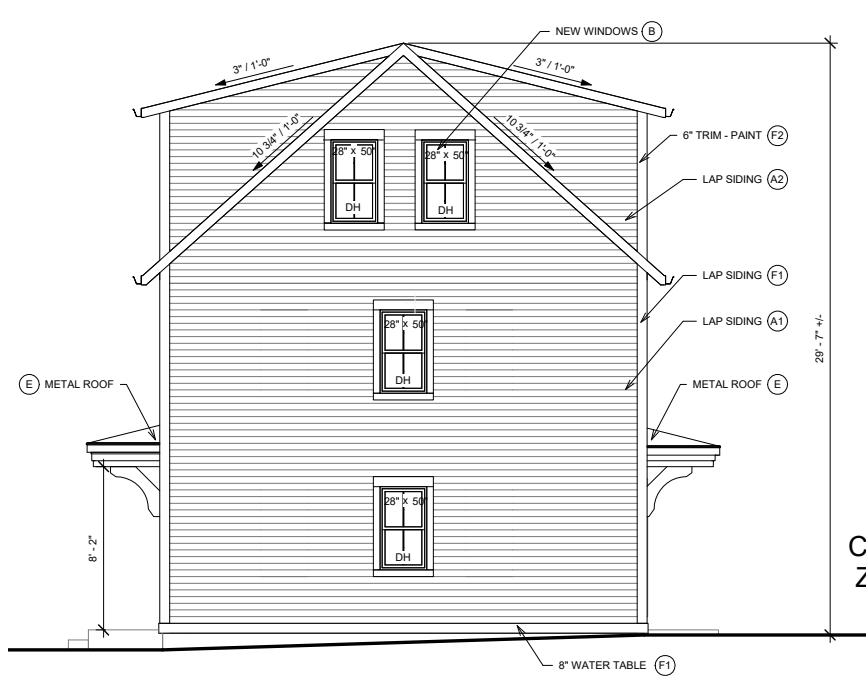 NEW WINDOWS B
3" / 1'-0"
3" / 1'-0"
10 3/4" / 1'-0"
10 3/4" / 1'-0"
6" TRIM - PAINT F2
28" x 50"
28" x 50"
LAP SIDING A2
DH
DH
LAP SIDING F1
28" x 50"
LAP SIDING A1
29' - 7" +/-
DH
E METAL ROOF
METAL ROOF E
28" x 50"
8' - 2"
C
Z
DH
8" WATER TABLE F1